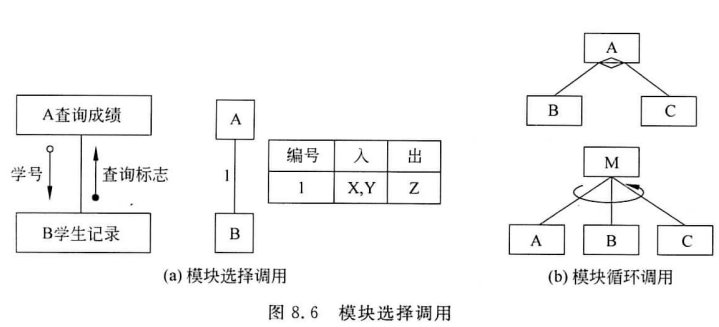 A查询成绩
学号
查询标志
B学生记录
A
1
B
编号 入 出
1 X,Y Z
(a) 模块选择调用
A
B C
M
A B C
(b) 模块循环调用
图 8.6 模块选择调用